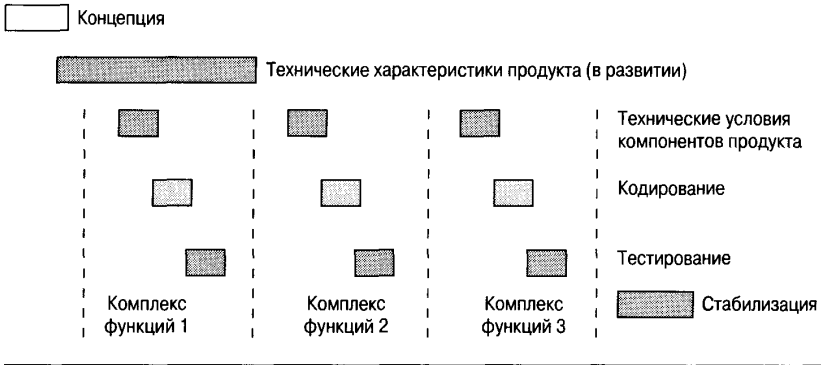 Концепция
Технические характеристики продукта (в развитии)
Технические условия
компонентов продукта
Кодирование
Тестирование
Комплекс
функций 1
Комплекс
функций 2
Комплекс
функций 3
Стабилизация